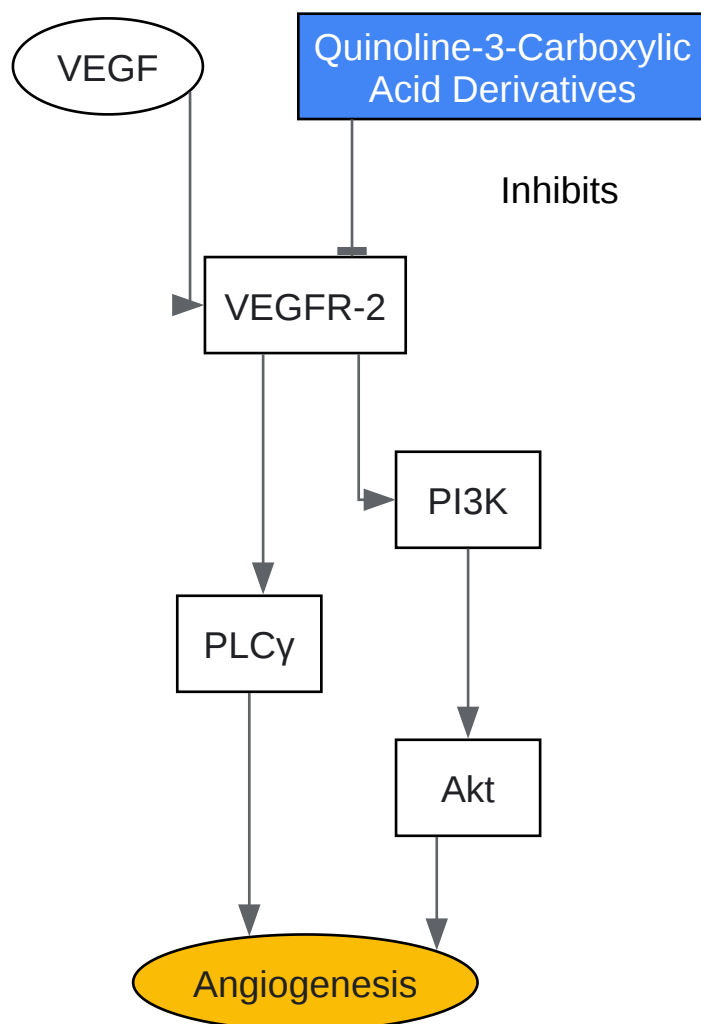 VEGF
Quinoline-3-Carboxylic
Acid Derivatives
Inhibits
VEGFR-2
PI3K
PLCγ
Akt
Angiogenesis